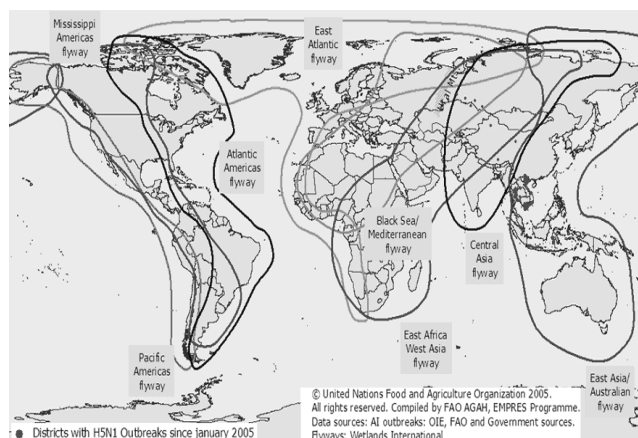 Mississippi
Americas
flyway
East
Atlantic
flyway
Atlantic
Americas
flyway
Black Sea/
Mediterranean
flyway
Central
Asia
flyway
East Africa
West Asia
flyway
Pacific
Americas
flyway
East Asia/
Australian
flyway
© United Nations Food and Agriculture Organization 2005.
All rights reserved. Compiled by FAO AGAH, EMPRES Programme.
Data sources: AI outbreaks: OIE, FAO and Government sources.
Flyways: Wetlands International
Districts with H5N1 Outbreaks since January 2005